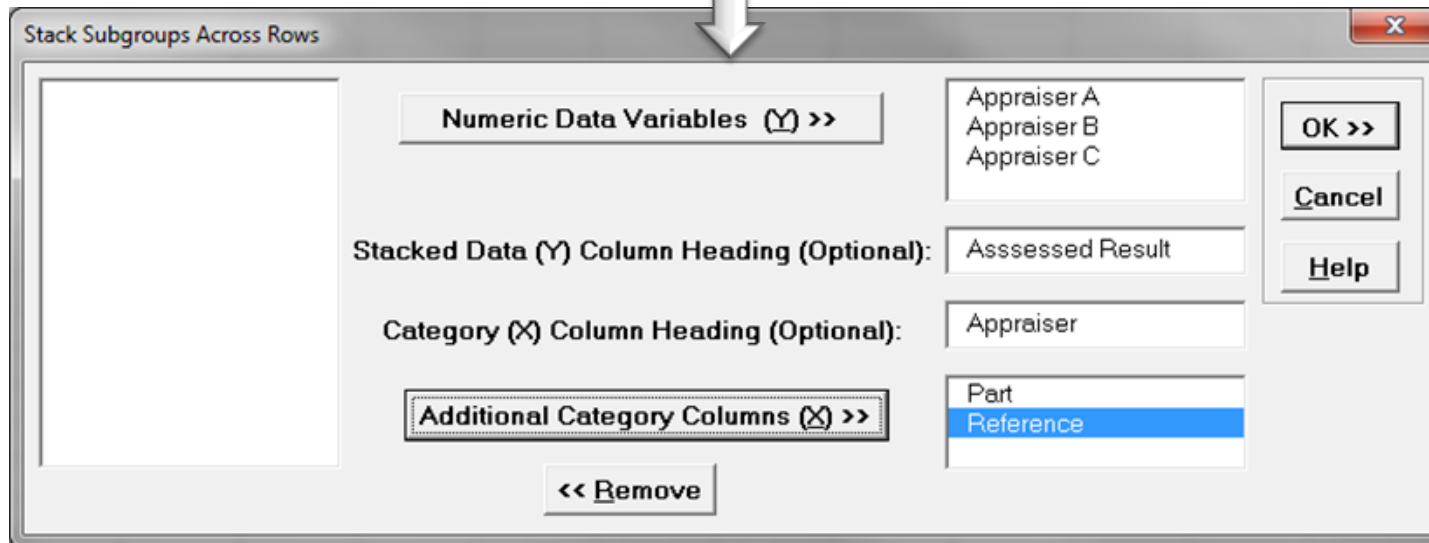 Stack Subgroups Across Rows
X
Numeric Data Variables (Y) >>
Appraiser A
Appraiser B
Appraiser C
OK >>
Cancel
Help
Stacked Data (Y) Column Heading (Optional):
Asssessed Result
Category (X) Column Heading (Optional):
Appraiser
Additional Category Columns (X) >>
Part
Reference
<< Remove